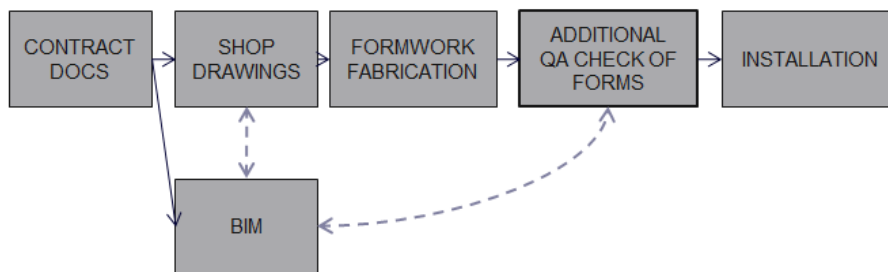 CONTRACT
DOCS
SHOP
DRAWINGS
FORMWORK
FABRICATION
ADDITIONAL
QA CHECK OF
FORMS
INSTALLATION
BIM